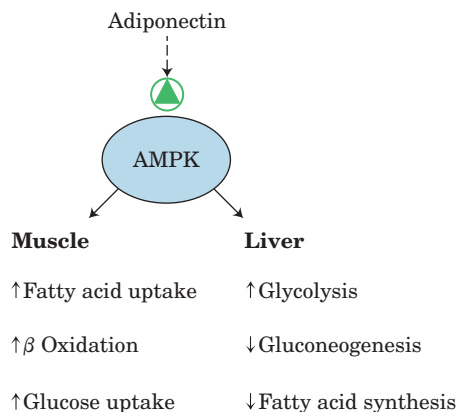 Adiponectin
AMPK
Muscle
↑Fatty acid uptake
↑β Oxidation
↑Glucose uptake
Liver
↑Glycolysis
↓Gluconeogenesis
↓Fatty acid synthesis